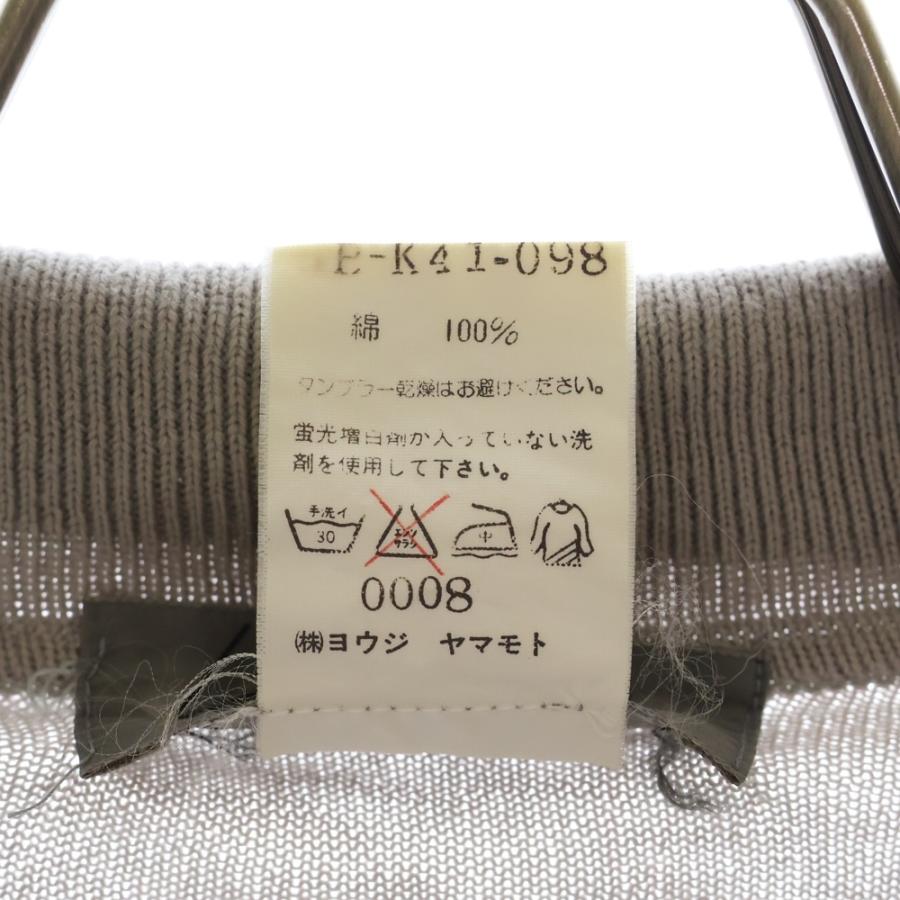 E-K41-098
綿 100%
タンブラー乾燥はお避けください。
蛍光増白剤が入っていない洗
剤を使用して下さい。
手洗イ
30
エンソ
サラシ
中
0008
㈱ヨウジ ヤマモト